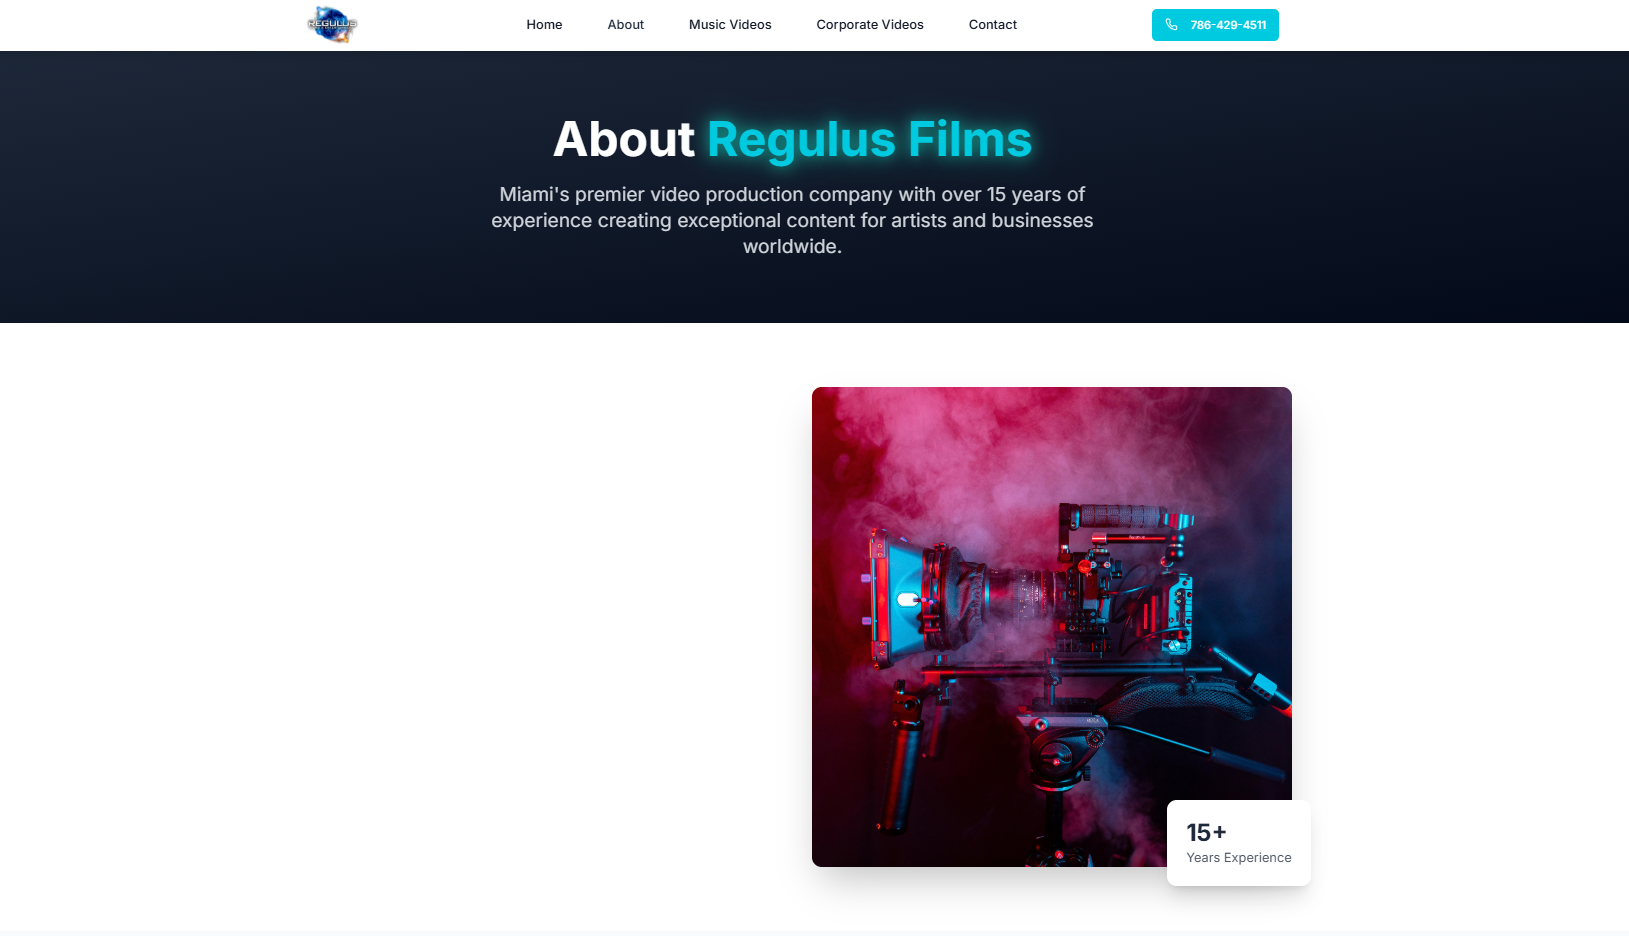 REGULUS
Home
About
Music Videos
Corporate Videos
Contact
786-429-4511
About Regulus Films
Miami's premier video production company with over 15 years of
experience creating exceptional content for artists and businesses
worldwide.
15+
Years Experience